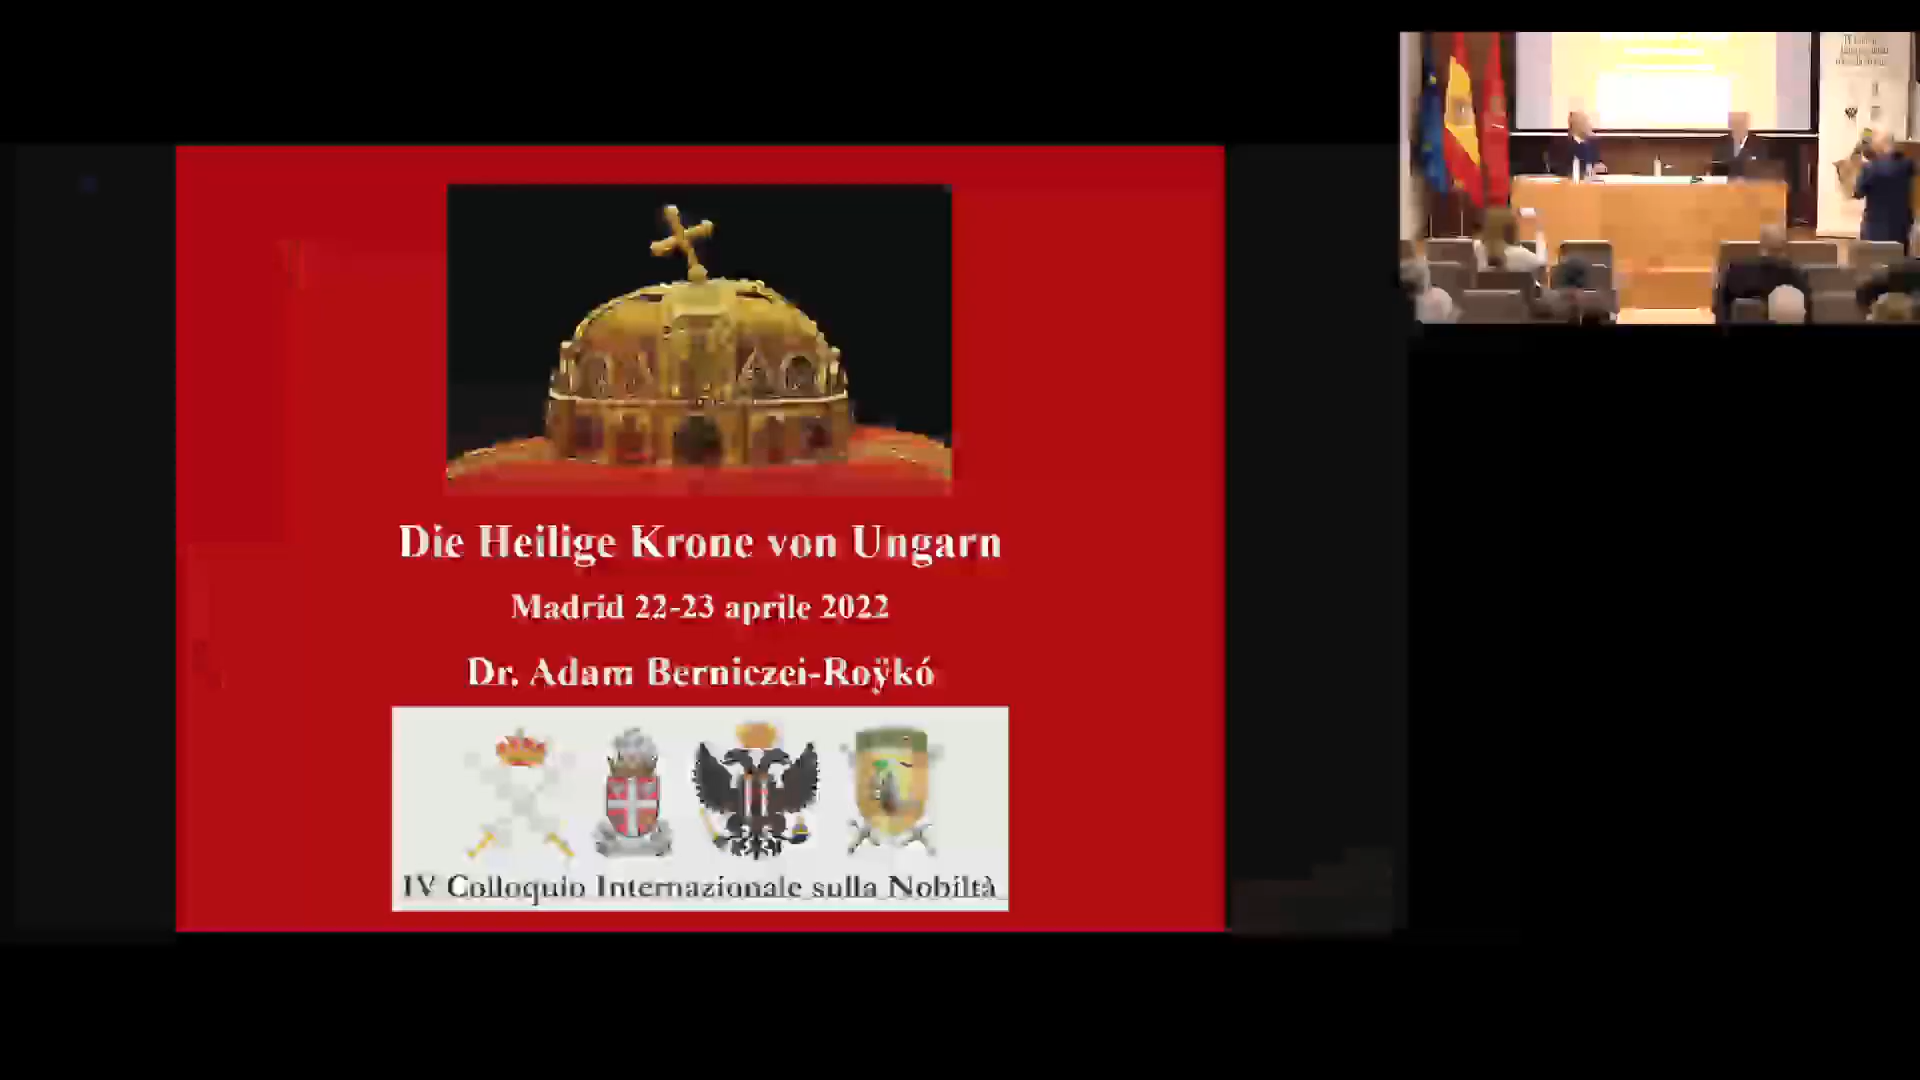 Die Heilige Krone von Ungarn
Madrid 22-23 aprile 2022
Dr. Adam Berniczei-Roÿkó
IV Colloquio Internazionale sulla Nobiltà